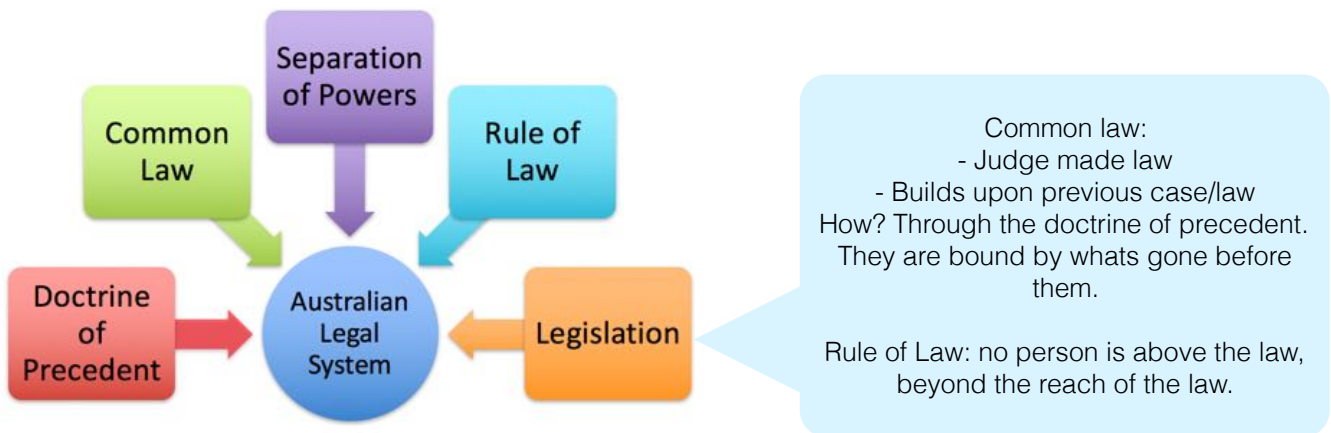 Separation
of Powers
Common
Law
Rule of
Law
Doctrine
of
Precedent
Australian
Legal
System
Legislation
Common law:
- Judge made law
- Builds upon previous case/law
How? Through the doctrine of precedent.
They are bound by whats gone before
them.
Rule of Law: no person is above the law,
beyond the reach of the law.